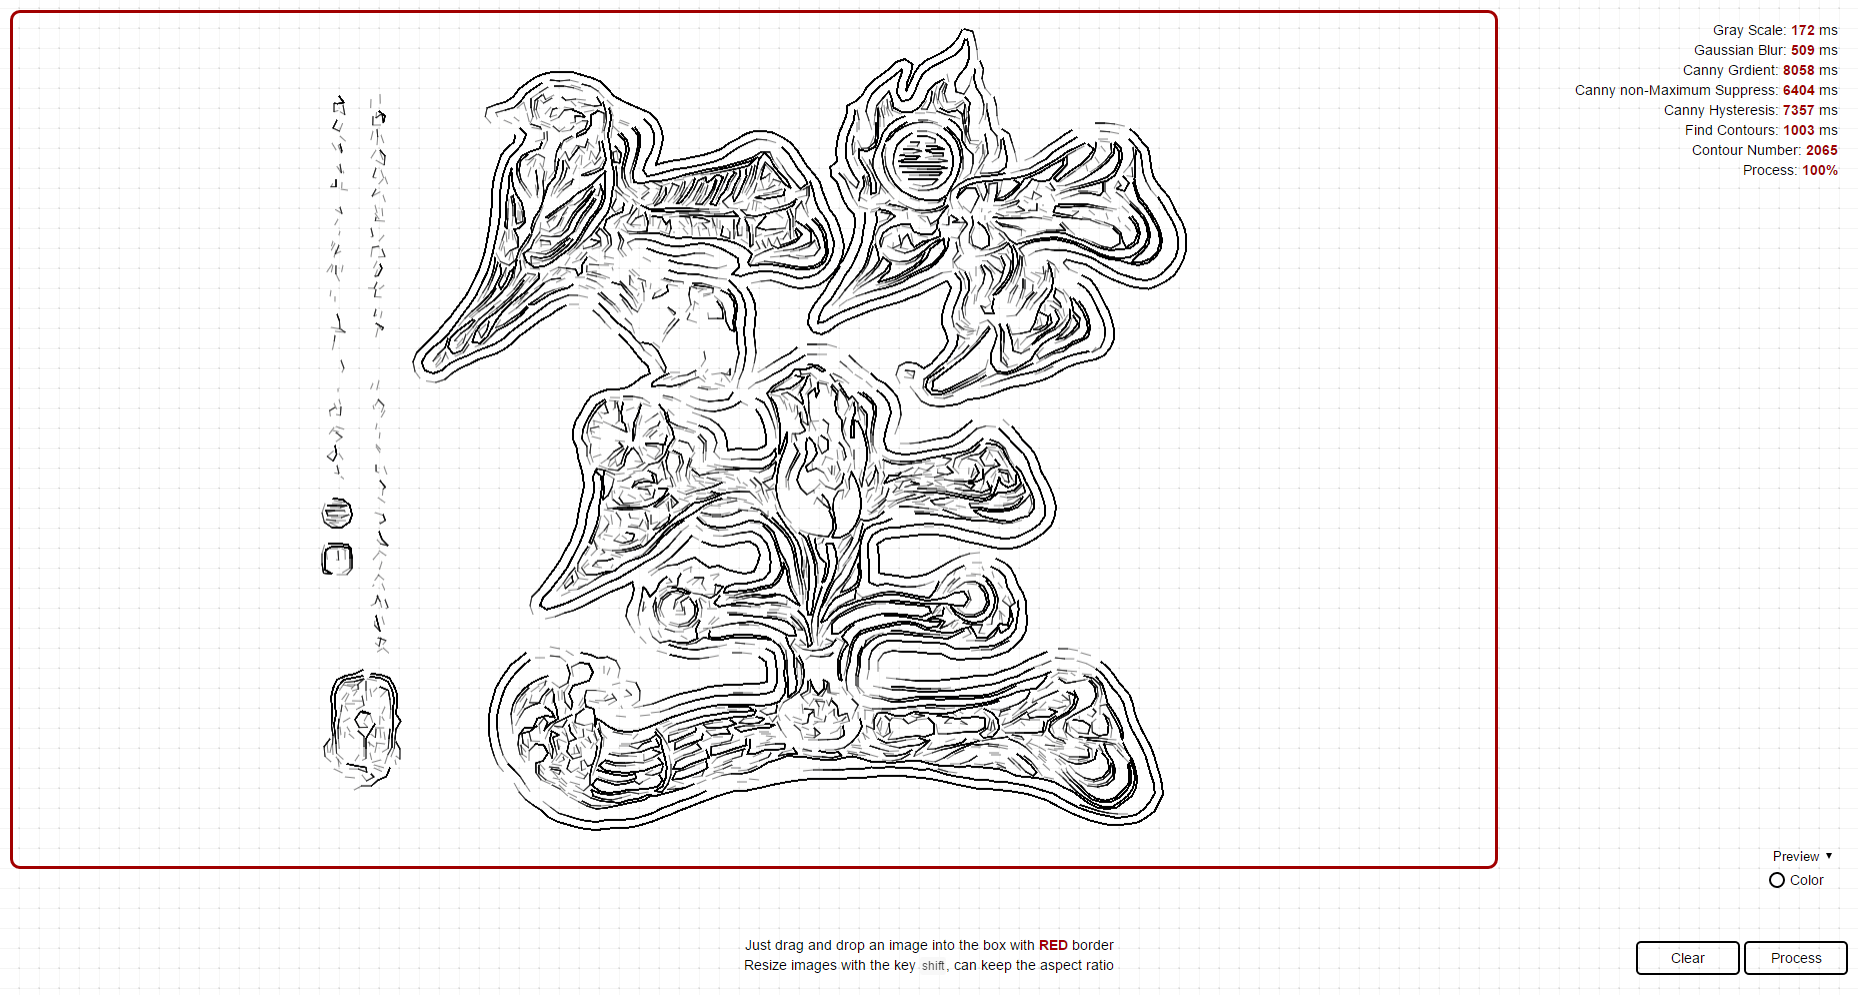 Gray Scale: 172 ms
Gaussian Blur: 509 ms
Canny Grdient: 8058 ms
Canny non-Maximum Suppress: 6404 ms
Canny Hysteresis: 7357 ms
Find Contours: 1003 ms
Contour Number: 2065
Process: 100%
Preview ▼
Color
Just drag and drop an image into the box with RED border
Resize images with the key shift, can keep the aspect ratio
Clear
Process